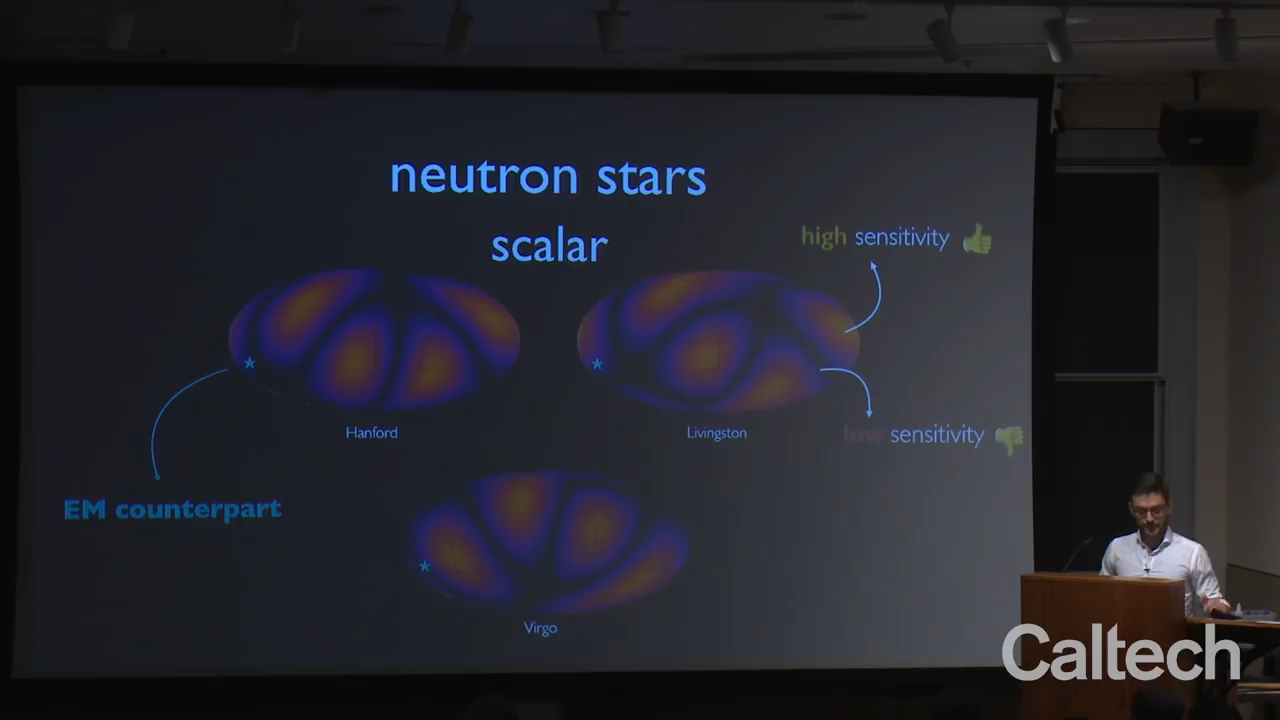 neutron stars
scalar
high sensitivity
Hanford
Livingston
low sensitivity
EM counterpart
Virgo
Caltech